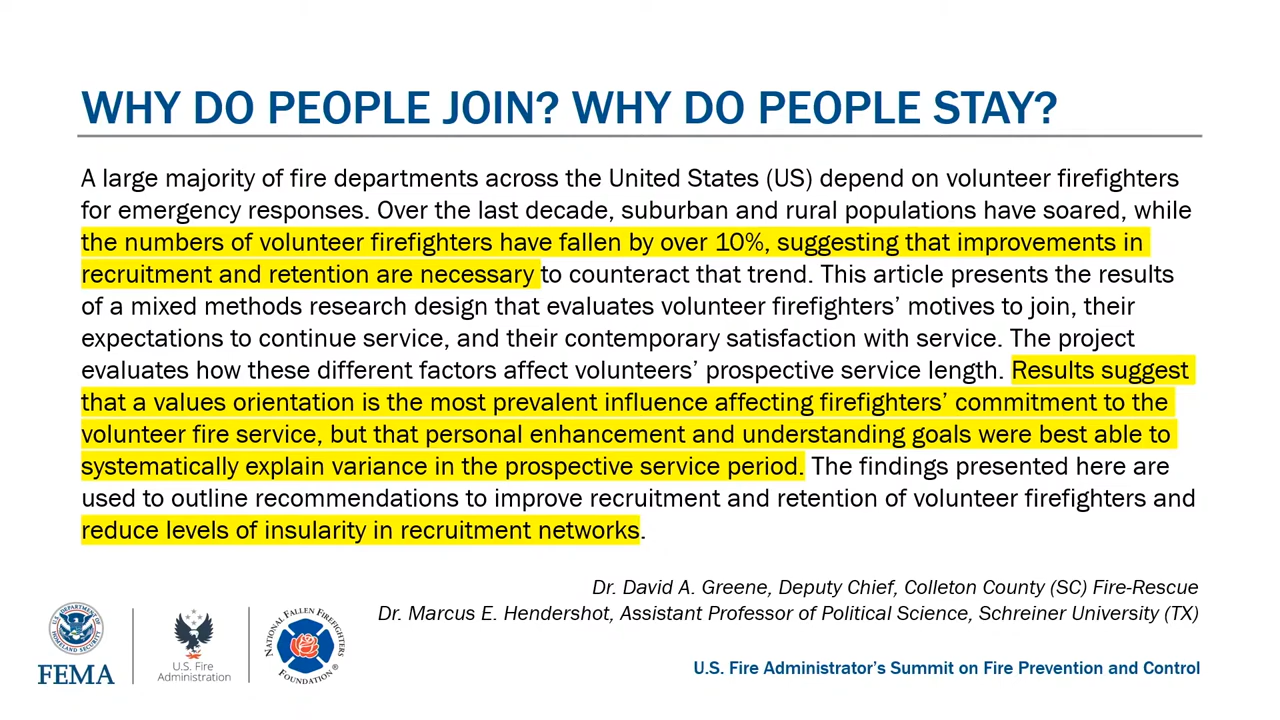 WHY DO PEOPLE JOIN? WHY DO PEOPLE STAY?
A large majority of fire departments across the United States (US) depend on volunteer firefighters
for emergency responses. Over the last decade, suburban and rural populations have soared, while
the numbers of volunteer firefighters have fallen by over 10%, suggesting that improvements in
recruitment and retention are necessary to counteract that trend. This article presents the results
of a mixed methods research design that evaluates volunteer firefighters’ motives to join, their
expectations to continue service, and their contemporary satisfaction with service. The project
evaluates how these different factors affect volunteers’ prospective service length. Results suggest
that a values orientation is the most prevalent influence affecting firefighters’ commitment to the
volunteer fire service, but that personal enhancement and understanding goals were best able to
systematically explain variance in the prospective service period. The findings presented here are
used to outline recommendations to improve recruitment and retention of volunteer firefighters and
reduce levels of insularity in recruitment networks.
Dr. David A. Greene, Deputy Chief, Colleton County (SC) Fire-Rescue
Dr. Marcus E. Hendershot, Assistant Professor of Political Science, Schreiner University (TX)
U.S. DEPARTMENT OF HOMELAND SECURITY
FEMA
U.S. Fire
Administration
NATIONAL FALLEN FIREFIGHTERS
FOUNDATION®
U.S. Fire Administrator’s Summit on Fire Prevention and Control